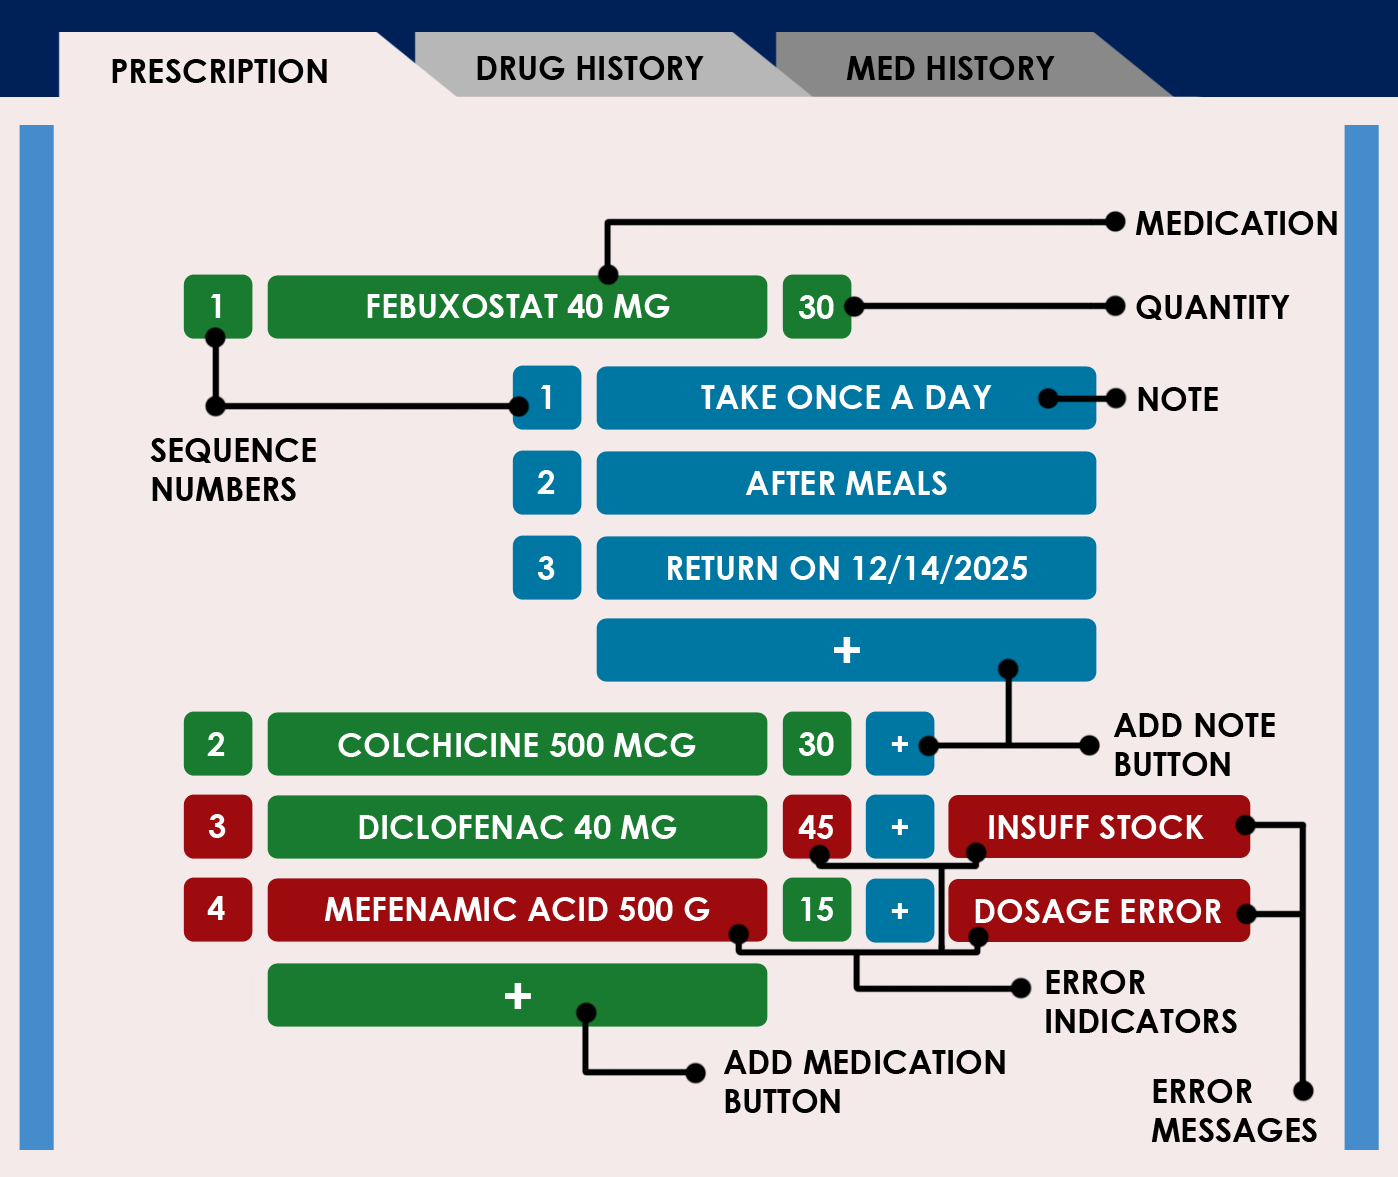 PRESCRIPTION
DRUG HISTORY
MED HISTORY
MEDICATION
1
FEBUXOSTAT 40 MG
30
QUANTITY
1
TAKE ONCE A DAY
NOTE
SEQUENCE
NUMBERS
2
AFTER MEALS
3
RETURN ON 12/14/2025
+
2
COLCHICINE 500 MCG
30
+
ADD NOTE
BUTTON
3
DICLOFENAC 40 MG
45
+
INSUFF STOCK
4
MEFENAMIC ACID 500 G
15
+
DOSAGE ERROR
+
ERROR
INDICATORS
ADD MEDICATION
BUTTON
ERROR
MESSAGES